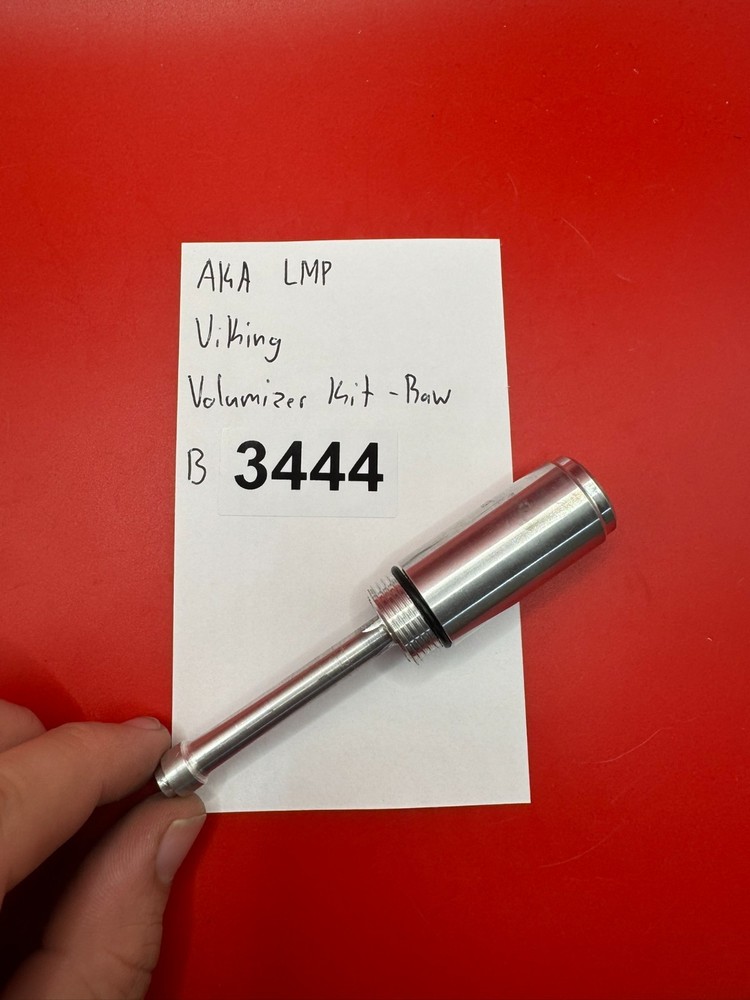 AKA LMP
Viking
Volumizer Kit - Raw
B 3444